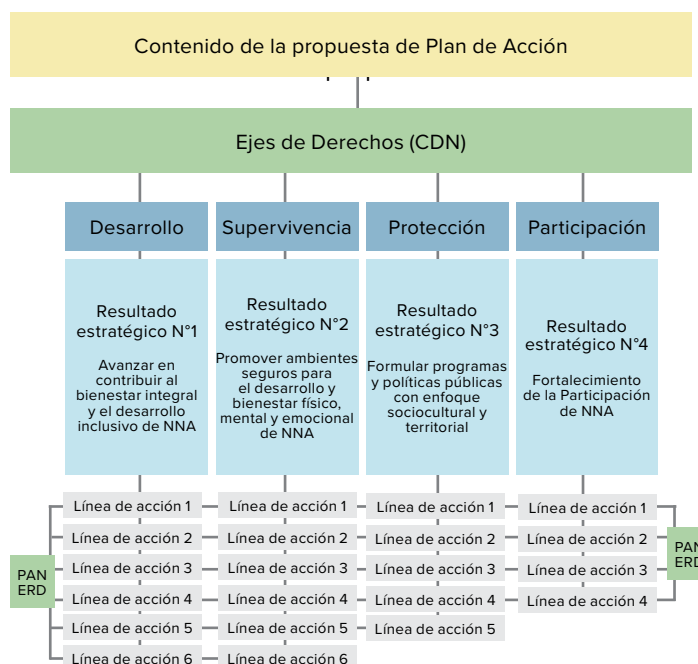 Contenido de la propuesta de Plan de Acción
Ejes de Derechos (CDN)
Desarrollo
Supervivencia
Protección
Participación
Resultado
estratégico N°1
Avanzar en
contribuir al
bienestar integral
y el desarrollo
inclusivo de NNA
Resultado
estratégico N°2
Promover ambientes
seguros para
el desarrollo y
bienestar físico,
mental y emocional
de NNA
Resultado
estratégico N°3
Formular programas
y políticas públicas
con enfoque
sociocultural y
territorial
Resultado
estratégico N°4
Fortalecimiento
de la Participación
de NNA
Línea de acción 1
Línea de acción 2
Línea de acción 3
Línea de acción 4
Línea de acción 5
Línea de acción 6
Línea de acción 1
Línea de acción 2
Línea de acción 3
Línea de acción 4
Línea de acción 5
Línea de acción 6
Línea de acción 1
Línea de acción 2
Línea de acción 3
Línea de acción 4
Línea de acción 5
Línea de acción 1
Línea de acción 2
Línea de acción 3
Línea de acción 4
PAN
ERD
PAN
ERD